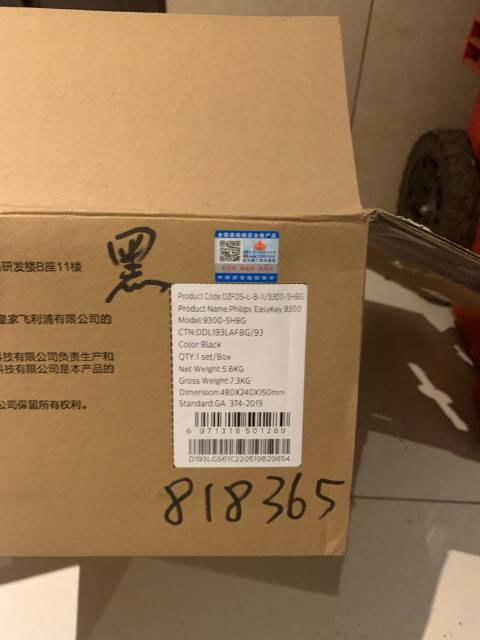 研发楼B座11楼
皇家飞利浦有限公司的
科技有限公司负责生产和
科技有限公司是本产品的
公司保留所有权利。
黑
Product Code:DZFDS-L-B-II/9300-5HBG
Product Name:Philips EasyKey 9300
Model:9300-5HBG
CTN:DDL193LAFBG/93
Color:Black
QTY:1 set/Box
Net Weight:5.6KG
Gross Weight:7.3KG
Dimension:480X240X150mm
Standard:GA 374-2019
6 971318 501289
D193LGS61C220519B29854
818365